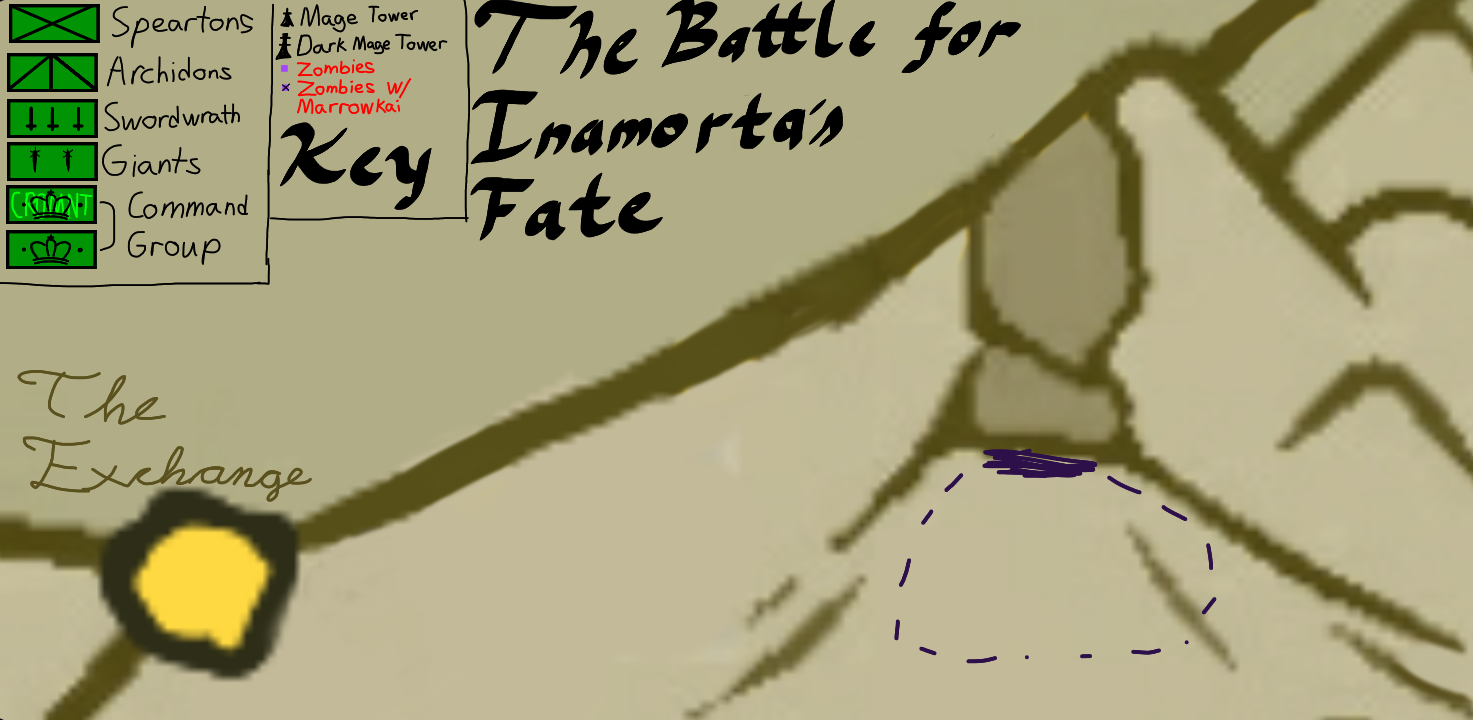 Speartons
Archidons
Swordwrath
Giants
Command
Group
Mage Tower
Dark Mage Tower
Zombies
Zombies w/
Marrowkai
Key
The Battle for
Inamorta's
Fate
The
Exchange